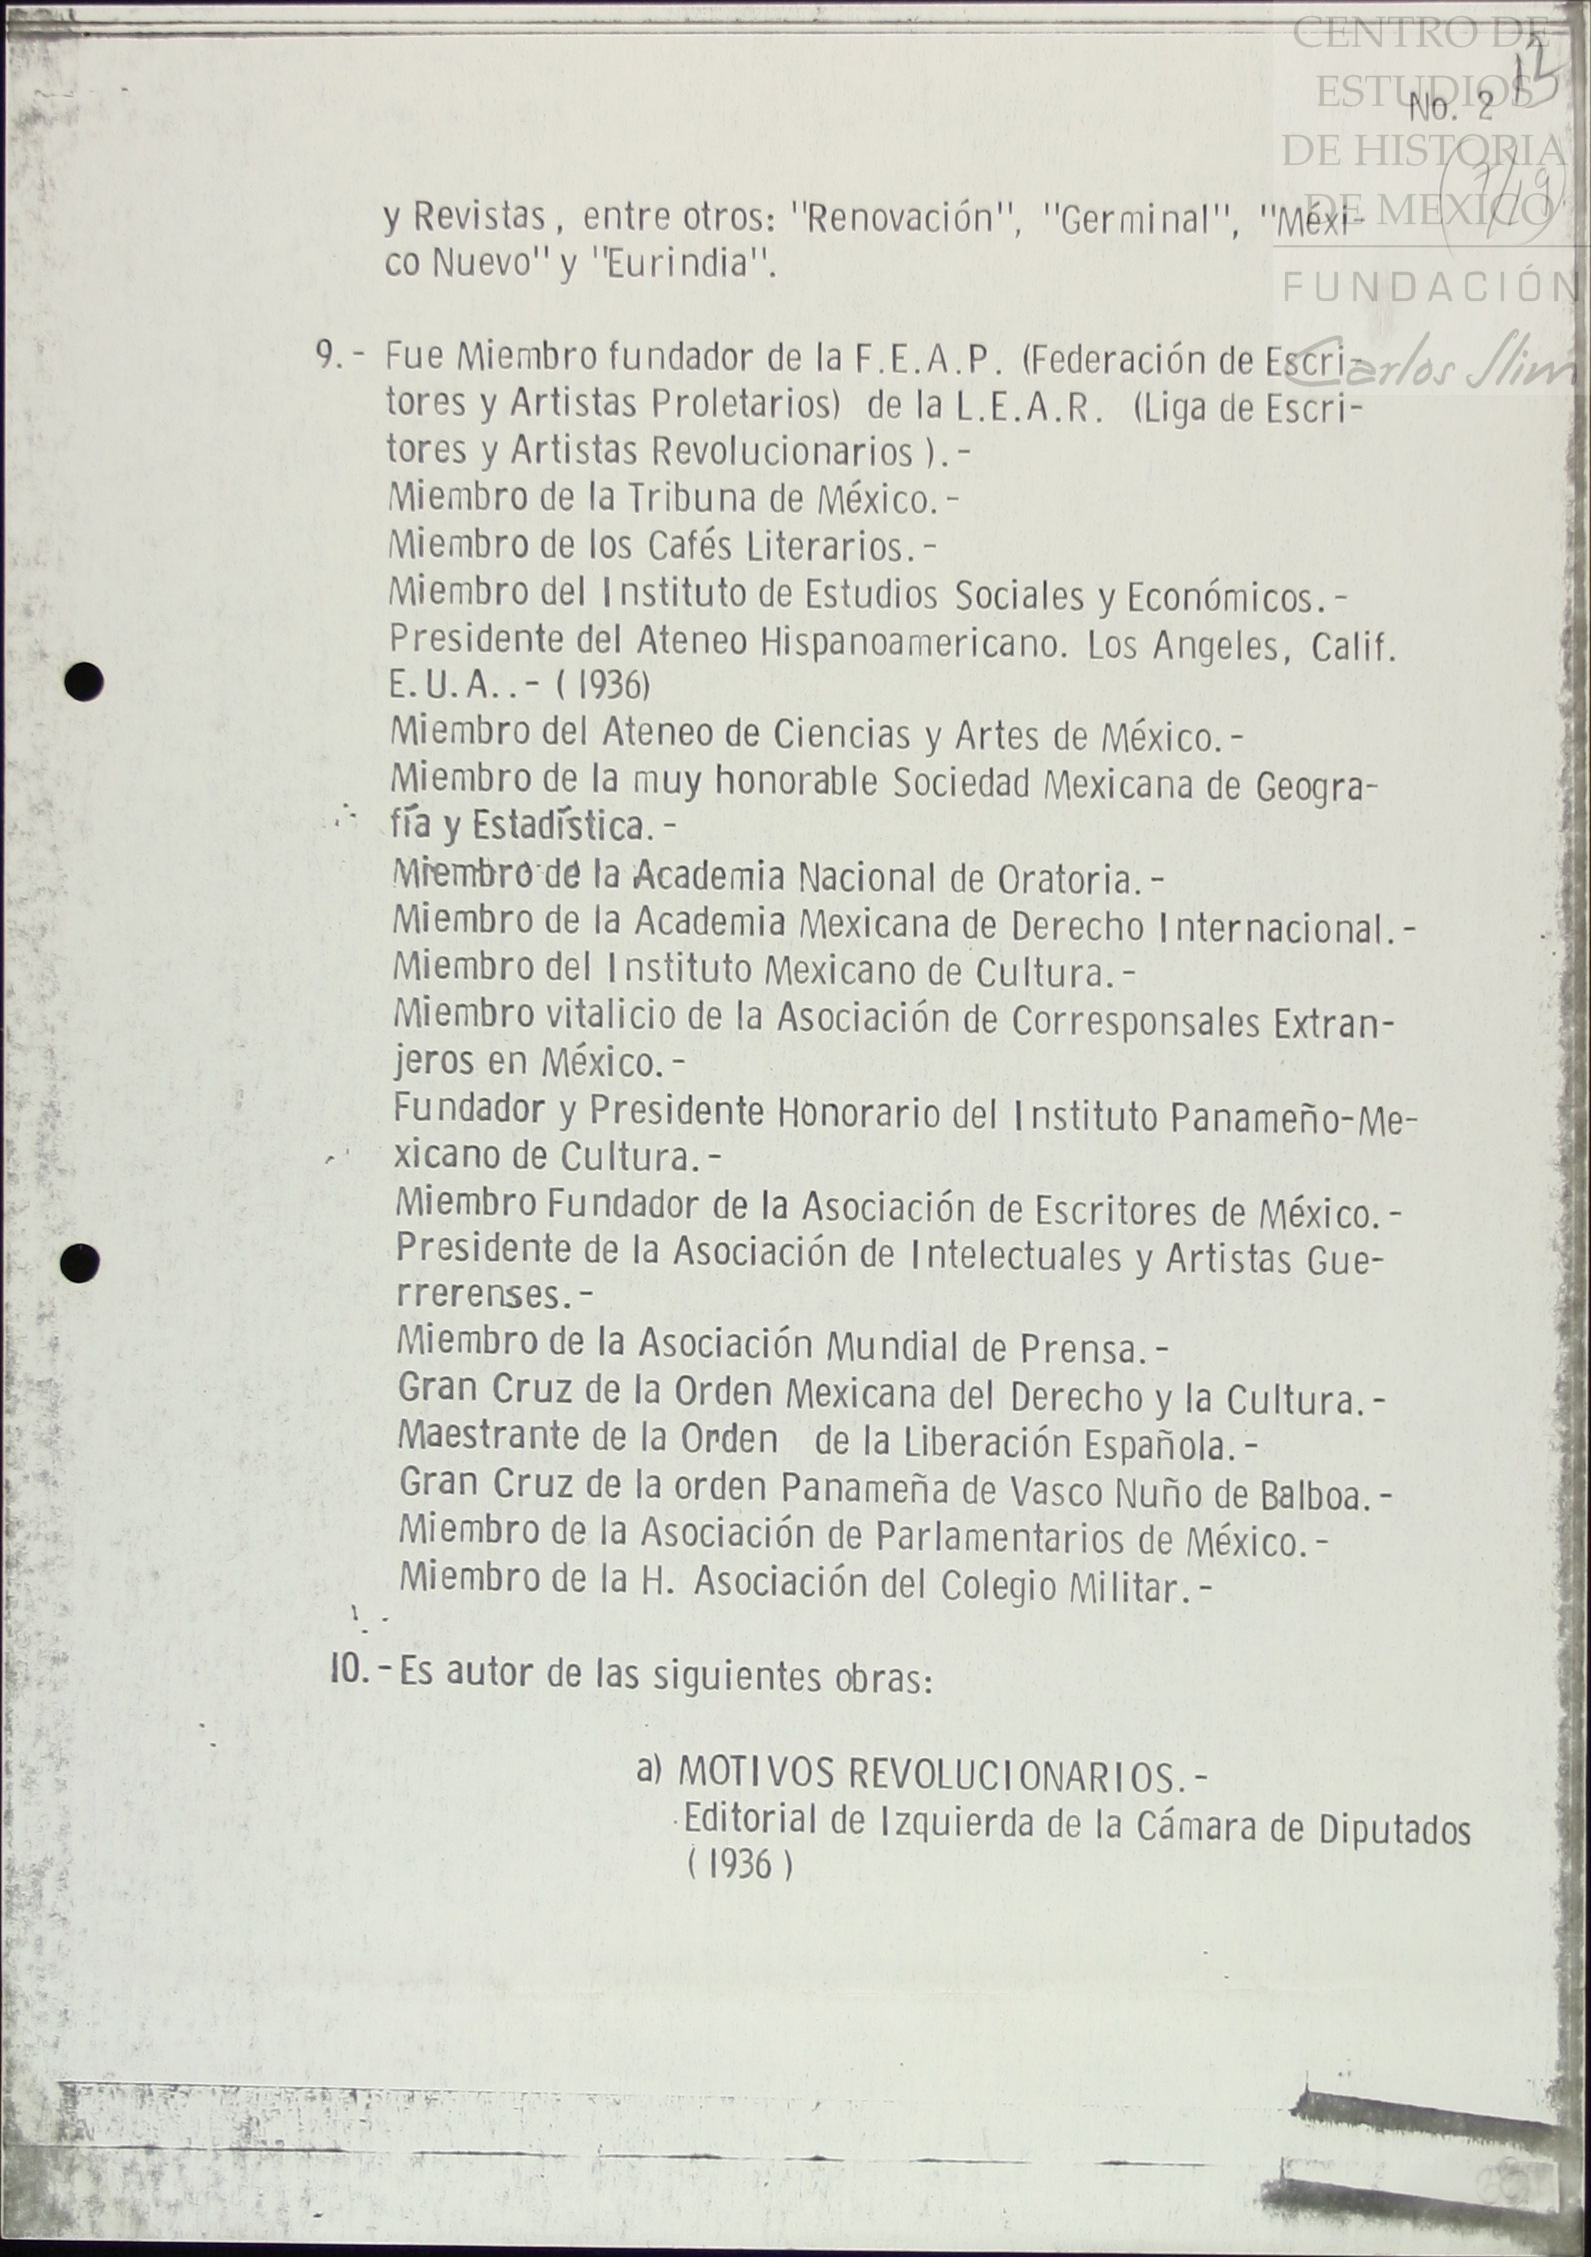 CENTRO DE
ESTUDIOS
DE HISTORIA
DE MEXICO
FUNDACIÓN
Carlos Slim
No. 2
y Revistas, entre otros: "Renovación", "Germinal", "Méxi-
co Nuevo" y "Eurindia".
9.- Fue Miembro fundador de la F.E.A.P. (Federación de Escri-
tores y Artistas Proletarios) de la L.E.A.R. (Liga de Escri-
tores y Artistas Revolucionarios ).-
Miembro de la Tribuna de México.-
Miembro de los Cafés Literarios.-
Miembro del Instituto de Estudios Sociales y Económicos.-
Presidente del Ateneo Hispanoamericano. Los Angeles, Calif.
E.U.A..- ( 1936)
Miembro del Ateneo de Ciencias y Artes de México.-
Miembro de la muy honorable Sociedad Mexicana de Geogra-
fía y Estadística.-
Miembro de la Academia Nacional de Oratoria.-
Miembro de la Academia Mexicana de Derecho Internacional.-
Miembro del Instituto Mexicano de Cultura.-
Miembro vitalicio de la Asociación de Corresponsales Extran-
jeros en México.-
Fundador y Presidente Honorario del Instituto Panameño-Me-
xicano de Cultura.-
Miembro Fundador de la Asociación de Escritores de México.-
Presidente de la Asociación de Intelectuales y Artistas Gue-
rrerenses.-
Miembro de la Asociación Mundial de Prensa.-
Gran Cruz de la Orden Mexicana del Derecho y la Cultura.-
Maestrante de la Orden de la Liberación Española.-
Gran Cruz de la orden Panameña de Vasco Nuño de Balboa.-
Miembro de la Asociación de Parlamentarios de México.-
Miembro de la H. Asociación del Colegio Militar.-
10.- Es autor de las siguientes obras:
a) MOTIVOS REVOLUCIONARIOS.-
Editorial de Izquierda de la Cámara de Diputados
( 1936 )